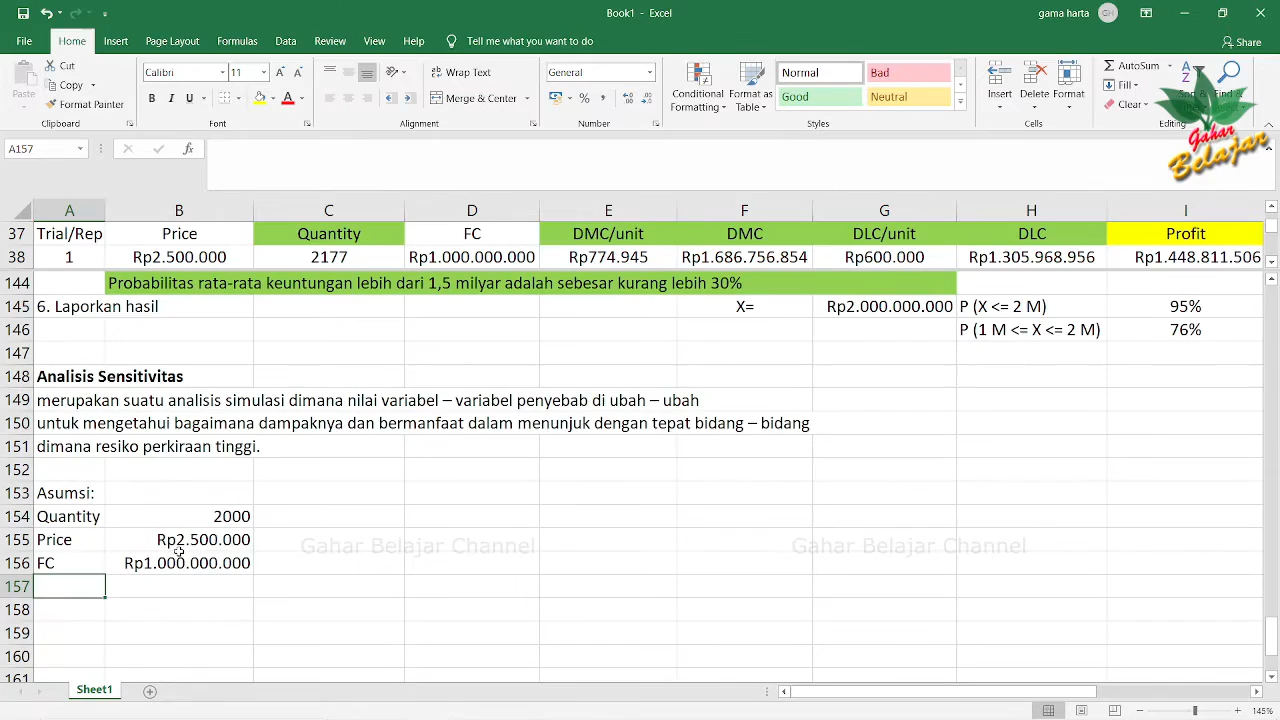 Book1 - Excel
gama harta
GH
File Home Insert Page Layout Formulas Data Review View Help Tell me what you want to do Share
Cut
Copy
Format Painter
Paste
Clipboard
Calibri 11
Font
Wrap Text
Merge & Center
Alignment
General
Number
Conditional Formatting
Format as Table
Normal Bad
Good Neutral
Styles
Insert Delete Format
Cells
AutoSum
Fill
Clear
Editing
Gahar
Belajar
A157
fx
A B C D E F G H I
37 Trial/Rep Price Quantity FC DMC/unit DMC DLC/unit DLC Profit
38 1 Rp2.500.000 2177 Rp1.000.000.000 Rp774.945 Rp1.686.756.854 Rp600.000 Rp1.305.968.956 Rp1.448.811.506
144 Probabilitas rata-rata keuntungan lebih dari 1,5 milyar adalah sebesar kurang lebih 30%
145 6. Laporkan hasil X= Rp2.000.000.000 P (X <= 2 M) 95%
146 P (1 M <= X <= 2 M) 76%
147
148 Analisis Sensitivitas
149 merupakan suatu analisis simulasi dimana nilai variabel – variabel penyebab di ubah – ubah
150 untuk mengetahui bagaimana dampaknya dan bermanfaat dalam menunjuk dengan tepat bidang – bidang
151 dimana resiko perkiraan tinggi.
152
153 Asumsi:
154 Quantity 2000
155 Price Rp2.500.000
Gahar Belajar Channel Gahar Belajar Channel
156 FC Rp1.000.000.000
157
158
159
160
161
Sheet1
145%